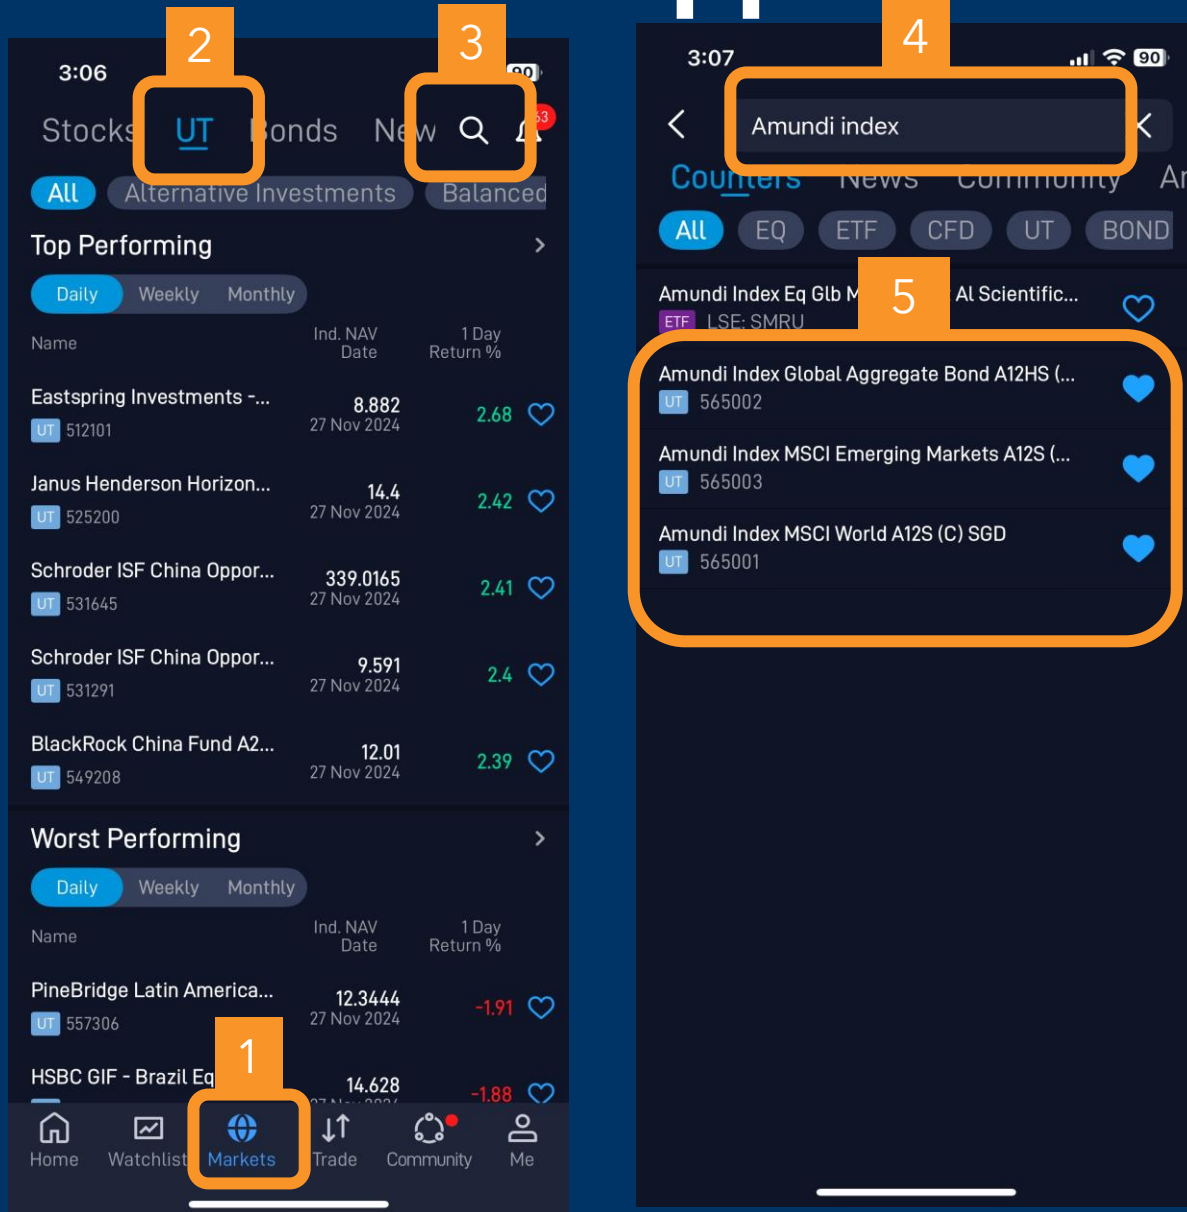 2
3
3:06
90
Stocks UT Bonds New
63
All Alternative Investments Balanced
Top Performing
Daily Weekly Monthly
Name Ind. NAV Date 1 Day Return %
Eastspring Investments -... 8.882 2.68
UT 512101 27 Nov 2024
Janus Henderson Horizon... 14.4 2.42
UT 525200 27 Nov 2024
Schroder ISF China Oppor... 339.0165 2.41
UT 531645 27 Nov 2024
Schroder ISF China Oppor... 9.591 2.4
UT 531291 27 Nov 2024
BlackRock China Fund A2... 12.01 2.39
UT 549208 27 Nov 2024
Worst Performing
Daily Weekly Monthly
Name Ind. NAV Date 1 Day Return %
PineBridge Latin America... 12.3444 -1.91
UT 557306 27 Nov 2024
1
HSBC GIF - Brazil Eq 14.628 -1.88
27 Nov 2024
Home Watchlist Markets Trade Community Me
4
3:07 90
Amundi index
Counters News Community
All EQ ETF CFD UT BOND
5
Amundi Index Eq Glb M AI Scientific...
ETF LSE: SMRU
Amundi Index Global Aggregate Bond A12HS (...
UT 565002
Amundi Index MSCI Emerging Markets A12S (...
UT 565003
Amundi Index MSCI World A12S (C) SGD
UT 565001